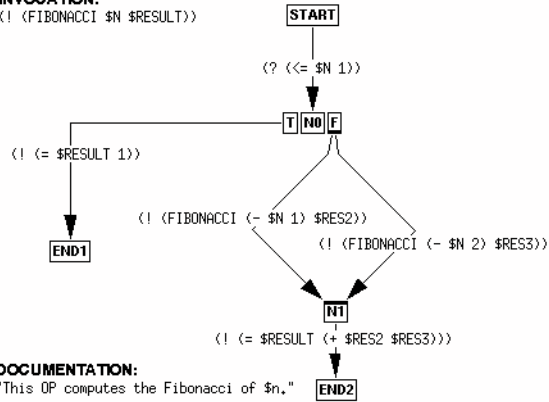 INVOCATION:
(! (FIBONACCI $N $RESULT))
START
(? (<= $N 1))
T N0 F
(! (= $RESULT 1))
(! (FIBONACCI (- $N 1) $RES2))
(! (FIBONACCI (- $N 2) $RES3))
END1
N1
(! (= $RESULT (+ $RES2 $RES3)))
DOCUMENTATION:
"This OP computes the Fibonacci of $n."
END2